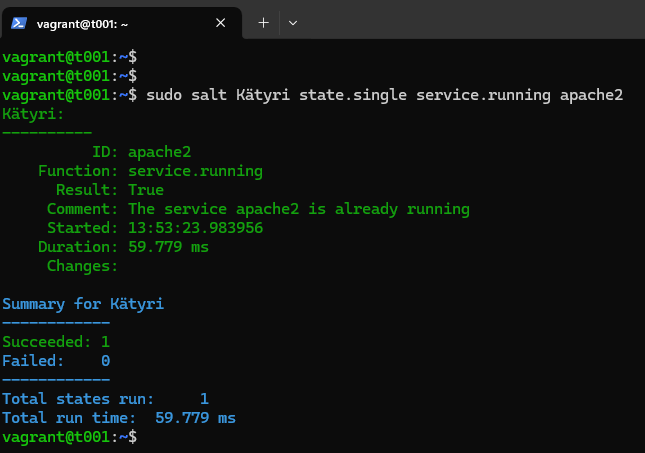 vagrant@t001: ~
vagrant@t001:~$
vagrant@t001:~$
vagrant@t001:~$ sudo salt Kätyri state.single service.running apache2
Kätyri:
----------
          ID: apache2
    Function: service.running
      Result: True
     Comment: The service apache2 is already running
     Started: 13:53:23.983956
    Duration: 59.779 ms
     Changes:

Summary for Kätyri
------------
Succeeded: 1
Failed:    0
------------
Total states run:     1
Total run time:  59.779 ms
vagrant@t001:~$